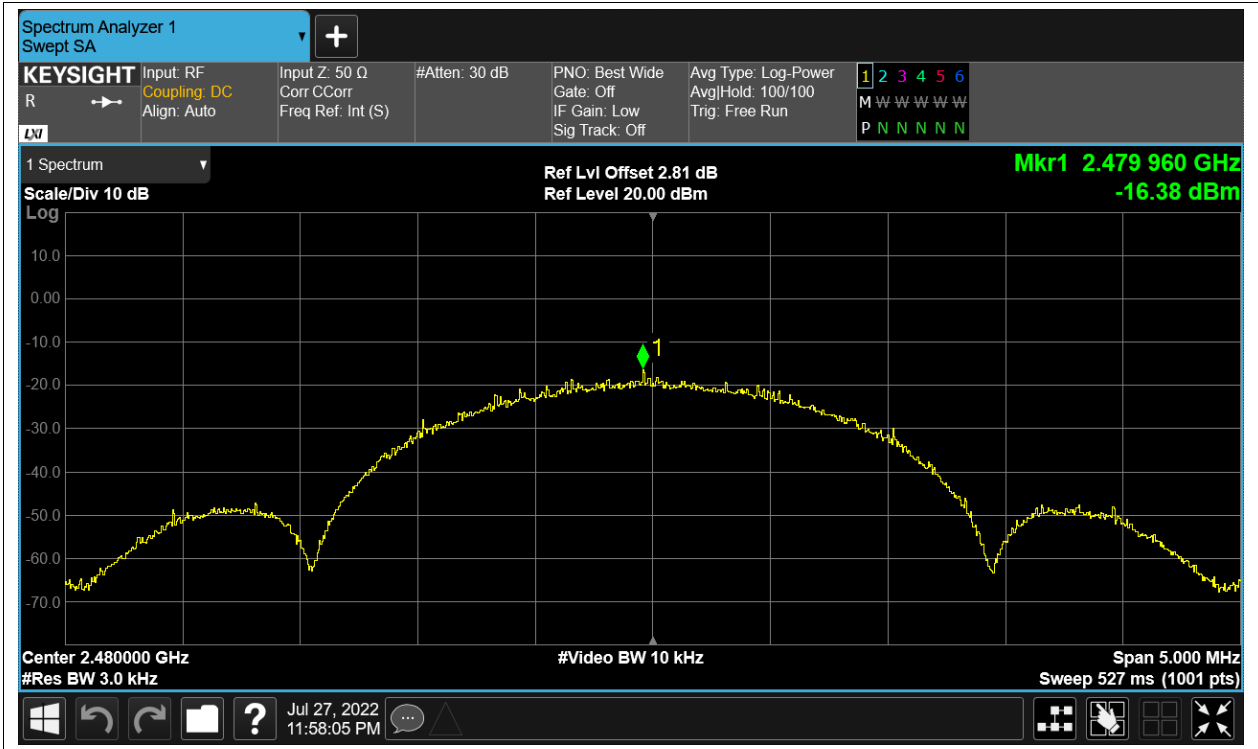 Spectrum Analyzer 1
Swept SA
+
KEYSIGHT
R
LXI
Input: RF
Coupling: DC
Align: Auto
Input Z: 50 Ω
Corr CCorr
Freq Ref: Int (S)
#Atten: 30 dB
PNO: Best Wide
Gate: Off
IF Gain: Low
Sig Track: Off
Avg Type: Log-Power
Avg|Hold: 100/100
Trig: Free Run
1 2 3 4 5 6
M W W W W W
P N N N N N
1 Spectrum
Scale/Div 10 dB
Log
Ref Lvl Offset 2.81 dB
Ref Level 20.00 dBm
Mkr1 2.479 960 GHz
-16.38 dBm
10.0
0.00
-10.0
1
-20.0
-30.0
-40.0
-50.0
-60.0
-70.0
Center 2.480000 GHz
#Res BW 3.0 kHz
#Video BW 10 kHz
Span 5.000 MHz
Sweep 527 ms (1001 pts)
?
Jul 27, 2022
11:58:05 PM